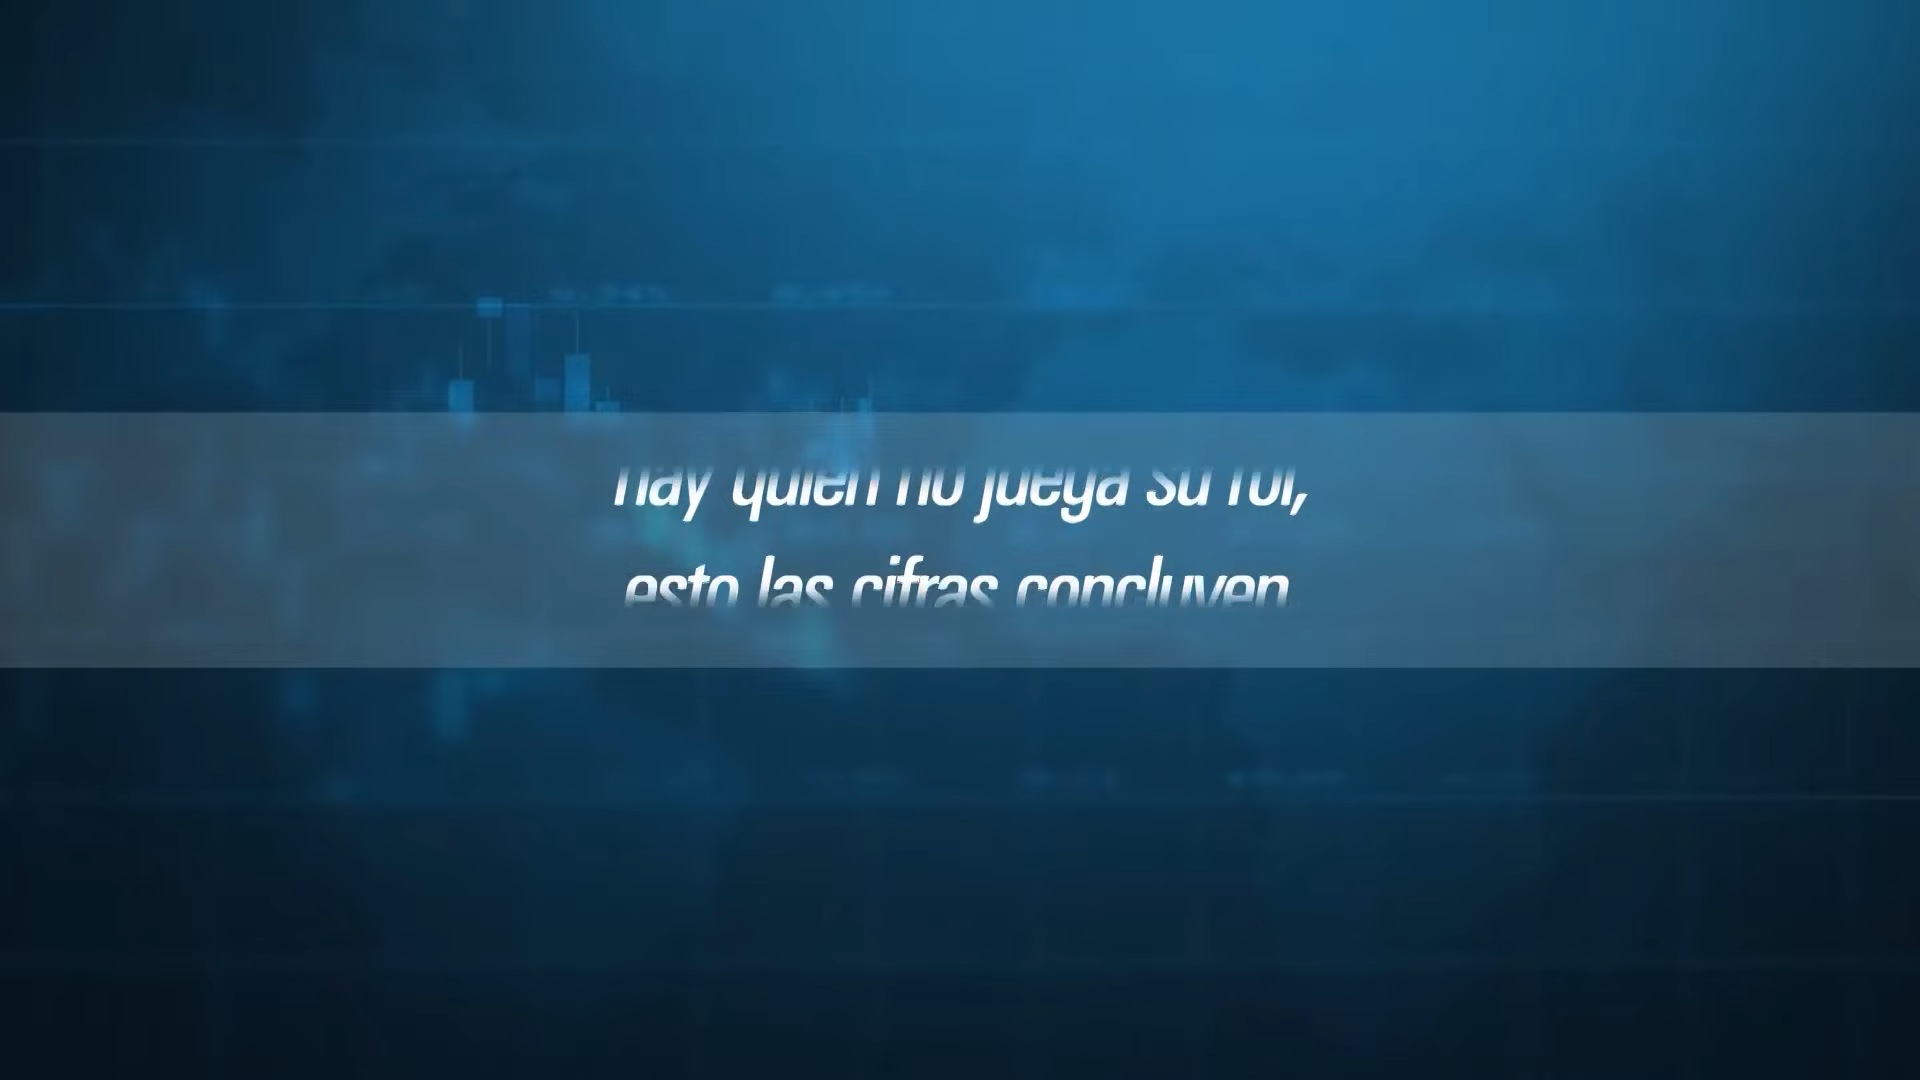 hay quien no juega su rol,
esto las cifras concluyen